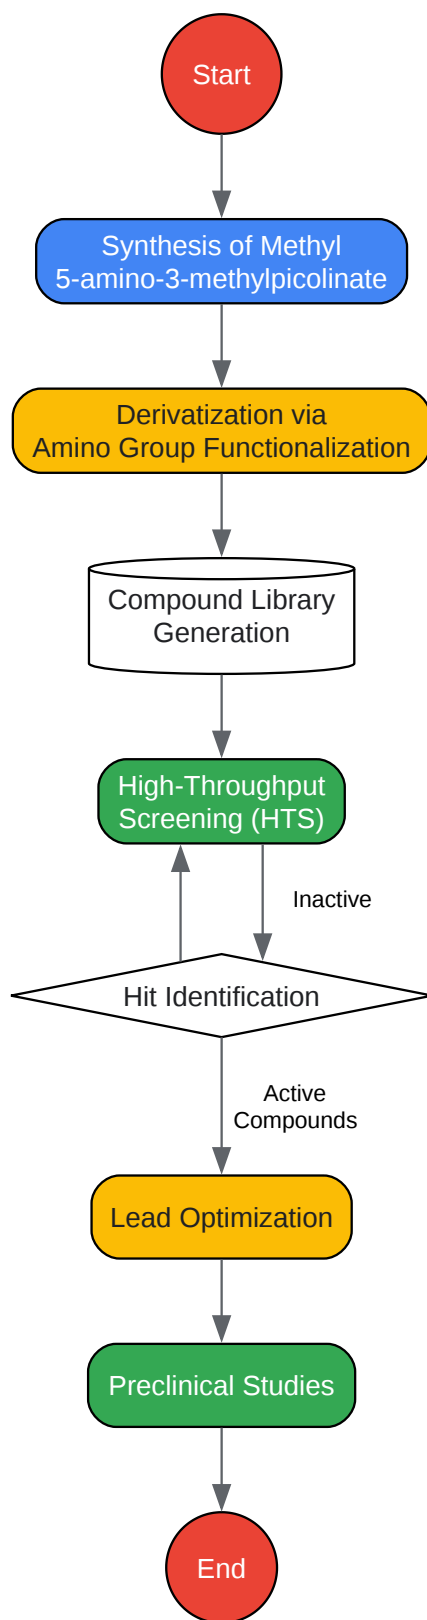 Start
Synthesis of Methyl
5-amino-3-methylpicolinate
Derivatization via
Amino Group Functionalization
Compound Library
Generation
High-Throughput
Screening (HTS)
Inactive
Hit Identification
Active
Compounds
Lead Optimization
Preclinical Studies
End